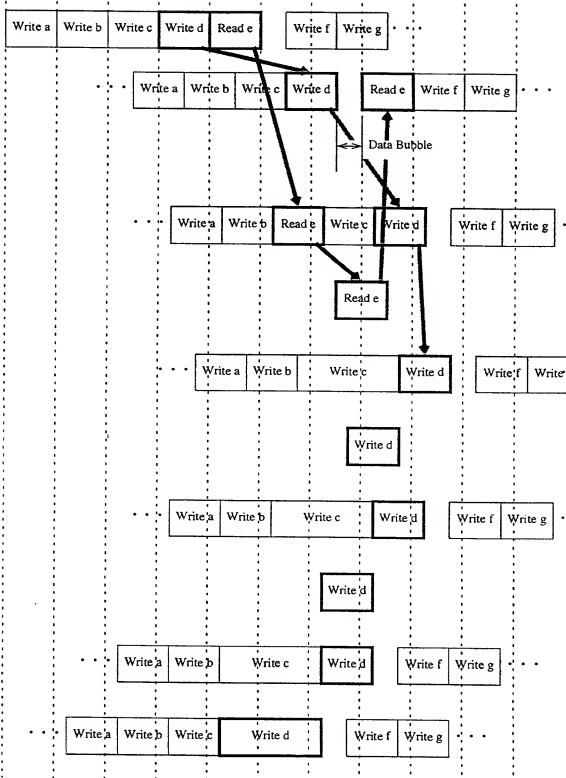 Write a Write b Write c Write d Read e Write f Write g
Write a Write b Write c Write d Read e Write f Write g
Data Bubble
Write a Write b Read e Write c Write d Write f Write g
Read e
Write a Write b Write c Write d Write f Write
Write d
Write a Write b Write c Write d Write f Write g
Write d
Write a Write b Write c Write d Write f Write g
Write a Write b Write c Write d Write f Write g